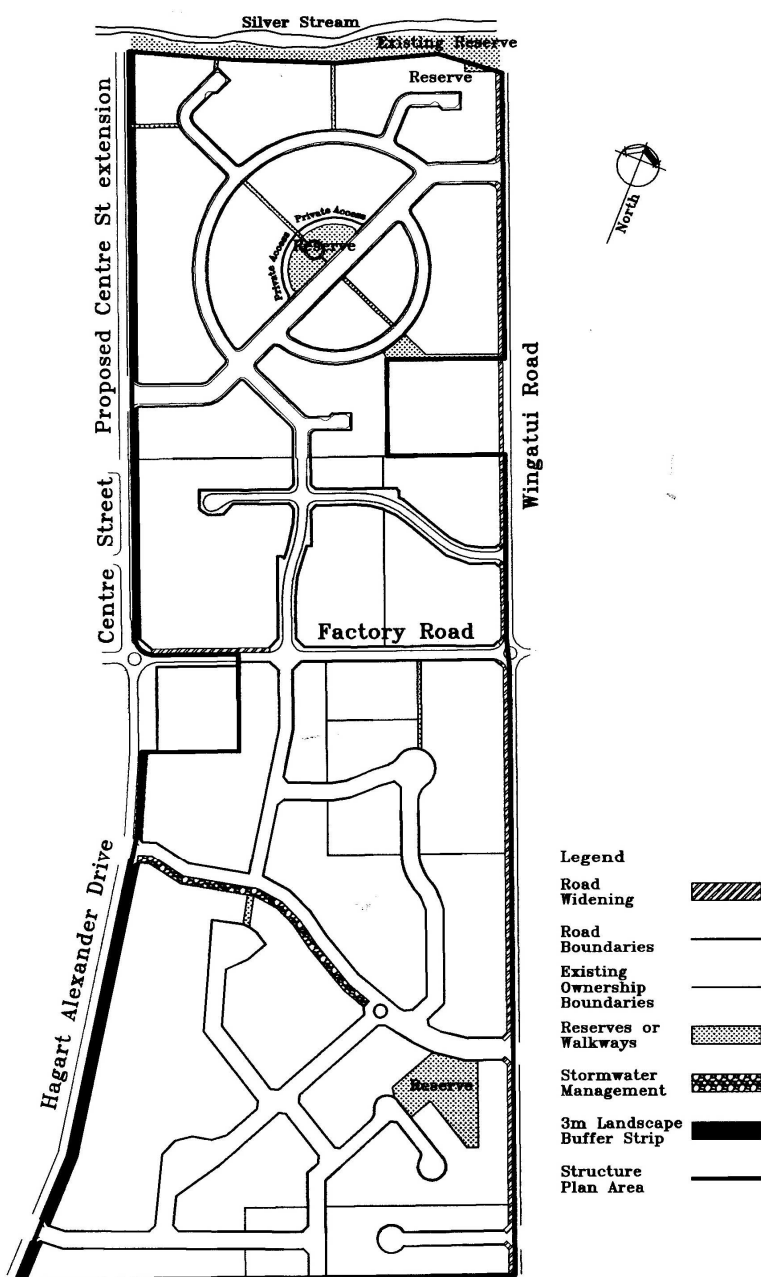 Silver Stream
Existing Reserve
Reserve
Proposed Centre St extension
Private Access
Private Access
Reserve
North
Wingatui Road
Centre Street
Factory Road
Hagart Alexander Drive
Reserve
Legend
Road
Widening
Road
Boundaries
Existing
Ownership
Boundaries
Reserves or
Walkways
Stormwater
Management
3m Landscape
Buffer Strip
Structure
Plan Area